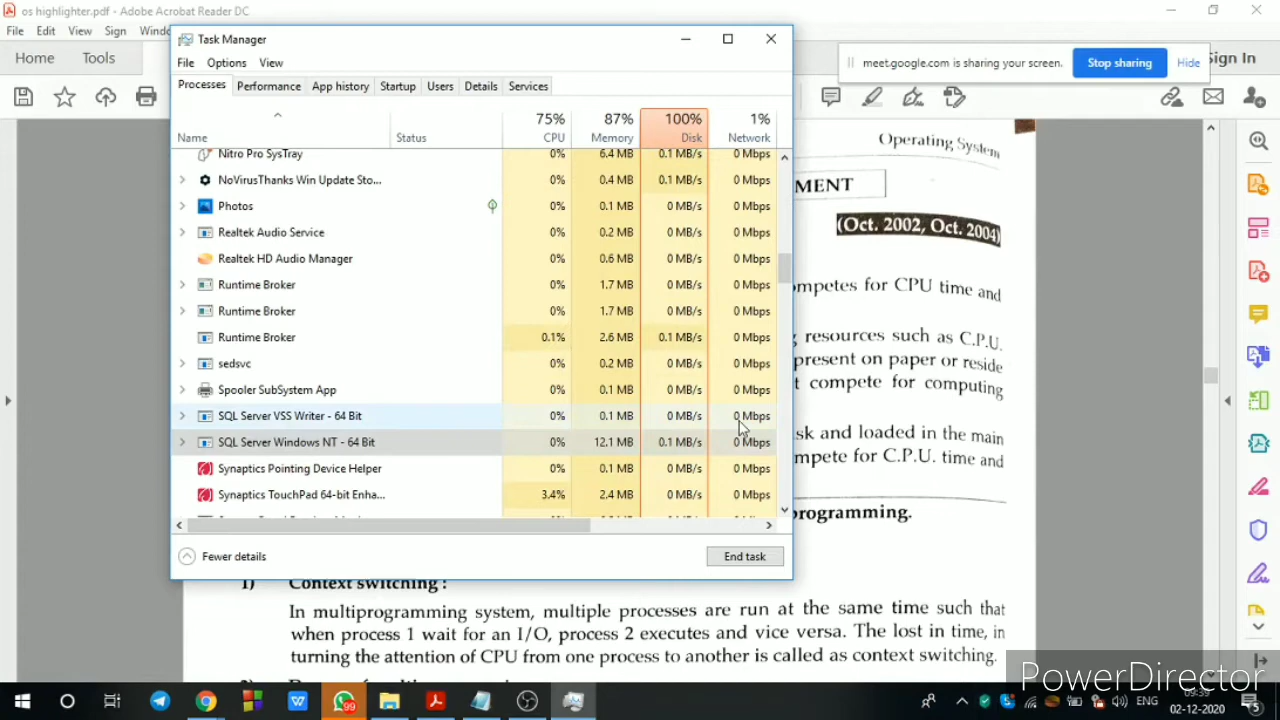 os highlighter.pdf - Adobe Acrobat Reader DC
File Edit View Sign Windo
Home Tools
Sign In
meet.google.com is sharing your screen. Stop sharing Hide
Task Manager
File Options View
Processes Performance App history Startup Users Details Services
75% 87% 100% 1%
Name Status CPU Memory Disk Network
Nitro Pro SysTray 0% 6.4 MB 0.1 MB/s 0 Mbps
NoVirusThanks Win Update Sto... 0% 0.4 MB 0.1 MB/s 0 Mbps
Photos 0% 0.1 MB 0 MB/s 0 Mbps
Realtek Audio Service 0% 0.2 MB 0 MB/s 0 Mbps
Realtek HD Audio Manager 0% 0.6 MB 0 MB/s 0 Mbps
Runtime Broker 0% 1.7 MB 0 MB/s 0 Mbps
Runtime Broker 0% 1.7 MB 0 MB/s 0 Mbps
Runtime Broker 0.1% 2.6 MB 0.1 MB/s 0 Mbps
sedsvc 0% 0.2 MB 0 MB/s 0 Mbps
Spooler SubSystem App 0% 0.1 MB 0 MB/s 0 Mbps
SQL Server VSS Writer - 64 Bit 0% 0.1 MB 0 MB/s 0 Mbps
SQL Server Windows NT - 64 Bit 0% 12.1 MB 0.1 MB/s 0 Mbps
Synaptics Pointing Device Helper 0% 0.1 MB 0 MB/s 0 Mbps
Synaptics TouchPad 64-bit Enha... 3.4% 2.4 MB 0 MB/s 0 Mbps
Fewer details End task
Operating System
MENT
(Oct. 2002, Oct. 2004)
mpetes for CPU time and
g resources such as C.P.U.
present on paper or reside
t compete for computing
sk and loaded in the main
mpete for C.P.U. time and
programming.
1) Context switching :
In multiprogramming system, multiple processes are run at the same time such that
when process 1 wait for an I/O, process 2 executes and vice versa. The lost in time, in
turning the attention of CPU from one process to another is called as context switching.
PowerDirector
99
ENG
09:39
02-12-2020
5